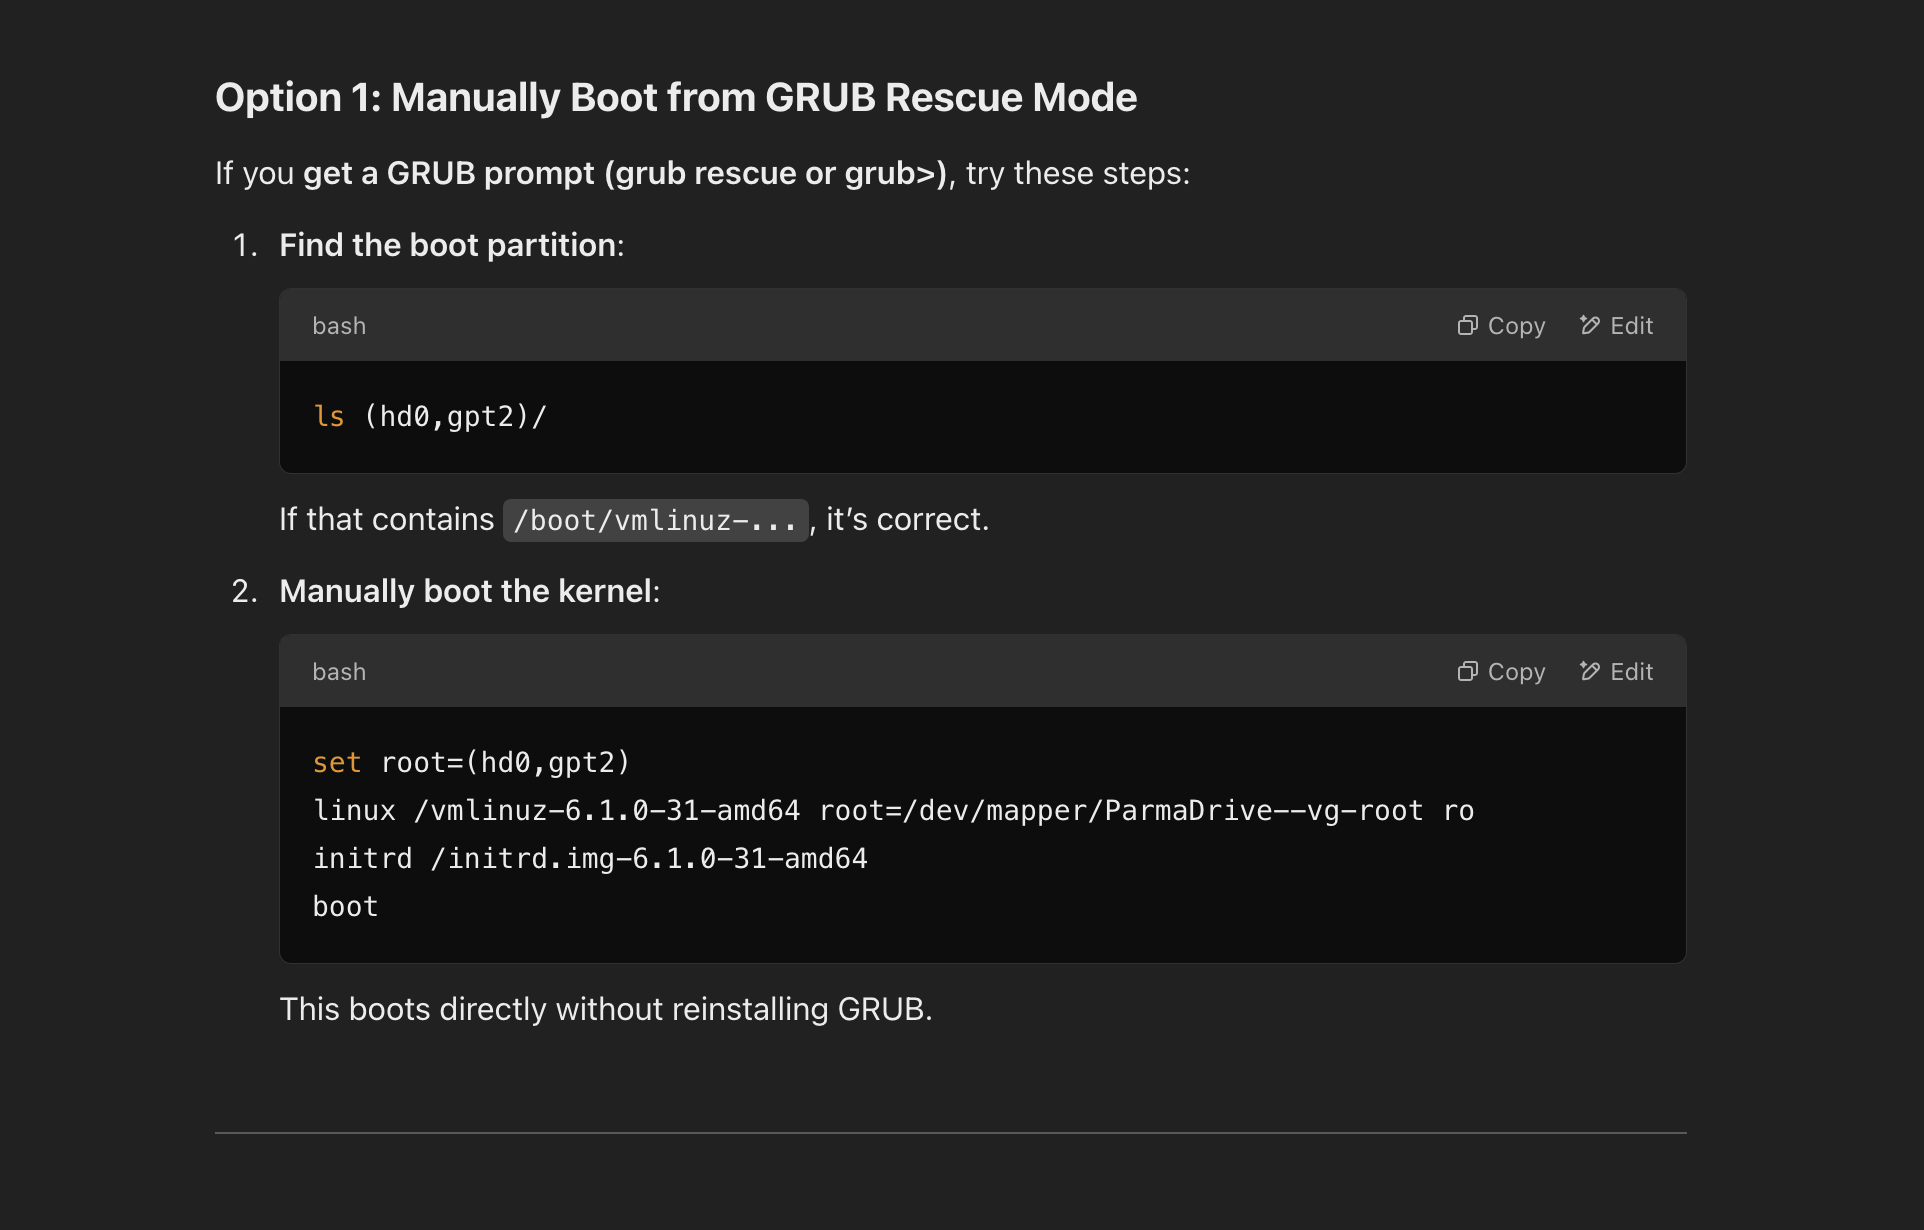 Option 1: Manually Boot from GRUB Rescue Mode
If you get a GRUB prompt (grub rescue or grub>), try these steps:
1. Find the boot partition:
bash Copy Edit
ls (hd0,gpt2)/
If that contains /boot/vmlinuz-..., it’s correct.
2. Manually boot the kernel:
bash Copy Edit
set root=(hd0,gpt2)
linux /vmlinuz-6.1.0-31-amd64 root=/dev/mapper/ParmaDrive--vg-root ro
initrd /initrd.img-6.1.0-31-amd64
boot
This boots directly without reinstalling GRUB.